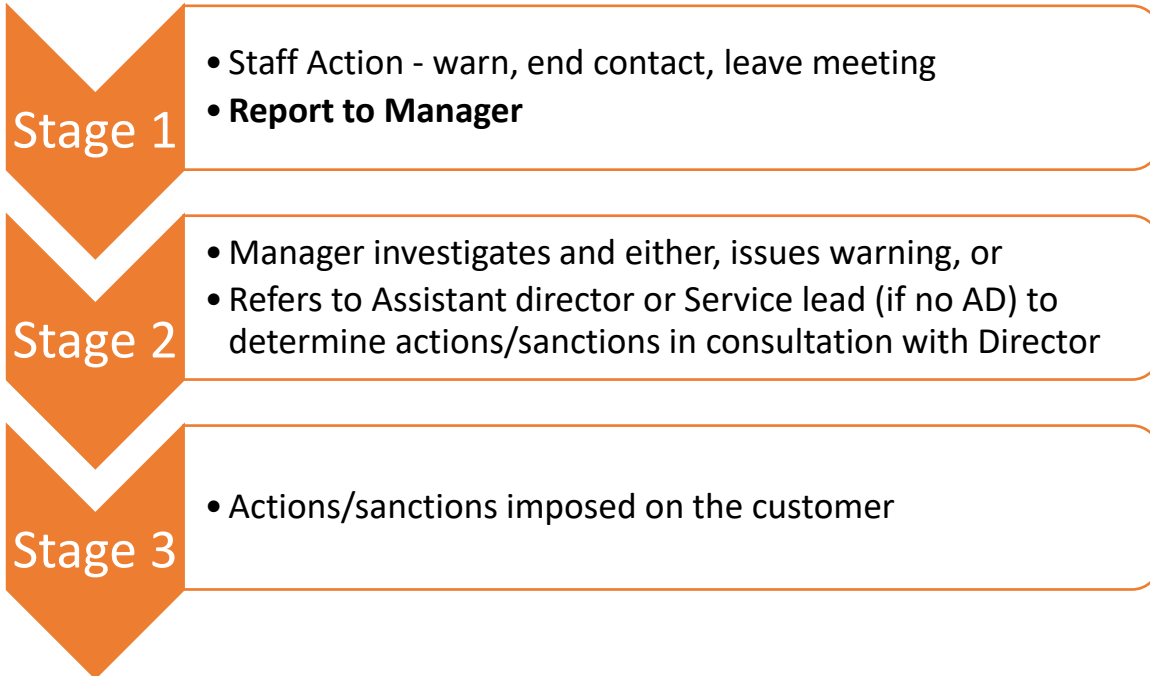 Stage 1
• Staff Action - warn, end contact, leave meeting
• Report to Manager
Stage 2
• Manager investigates and either, issues warning, or
• Refers to Assistant director or Service lead (if no AD) to
determine actions/sanctions in consultation with Director
Stage 3
• Actions/sanctions imposed on the customer